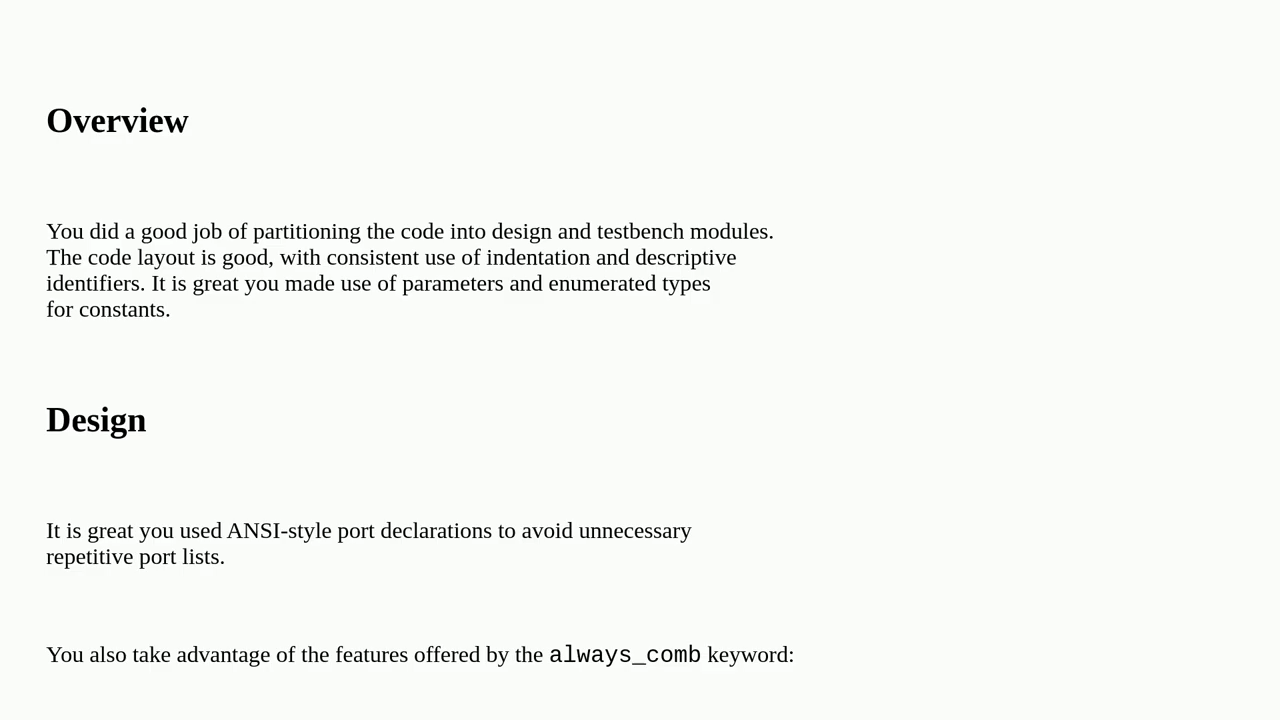 Overview
You did a good job of partitioning the code into design and testbench modules.
The code layout is good, with consistent use of indentation and descriptive
identifiers. It is great you made use of parameters and enumerated types
for constants.
Design
It is great you used ANSI-style port declarations to avoid unnecessary
repetitive port lists.
You also take advantage of the features offered by the always_comb keyword: